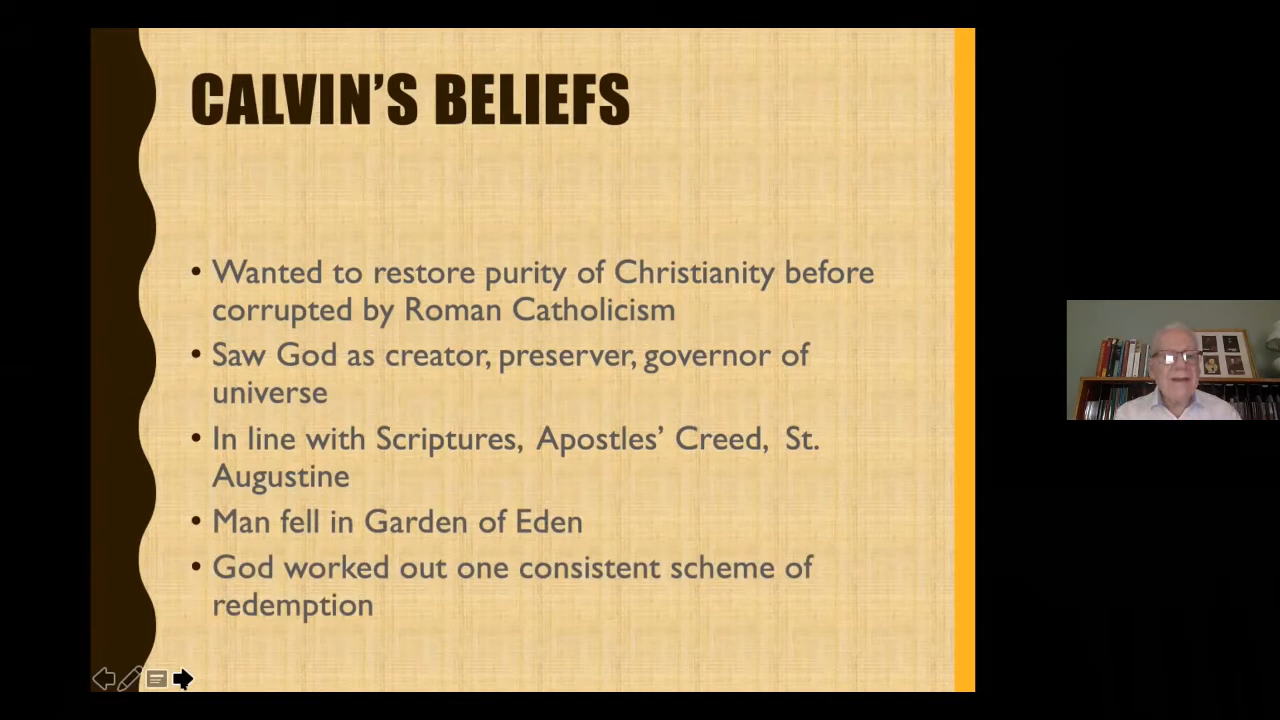 CALVIN'S BELIEFS
• Wanted to restore purity of Christianity before
corrupted by Roman Catholicism
• Saw God as creator, preserver, governor of
universe
• In line with Scriptures, Apostles' Creed, St.
Augustine
• Man fell in Garden of Eden
• God worked out one consistent scheme of
redemption